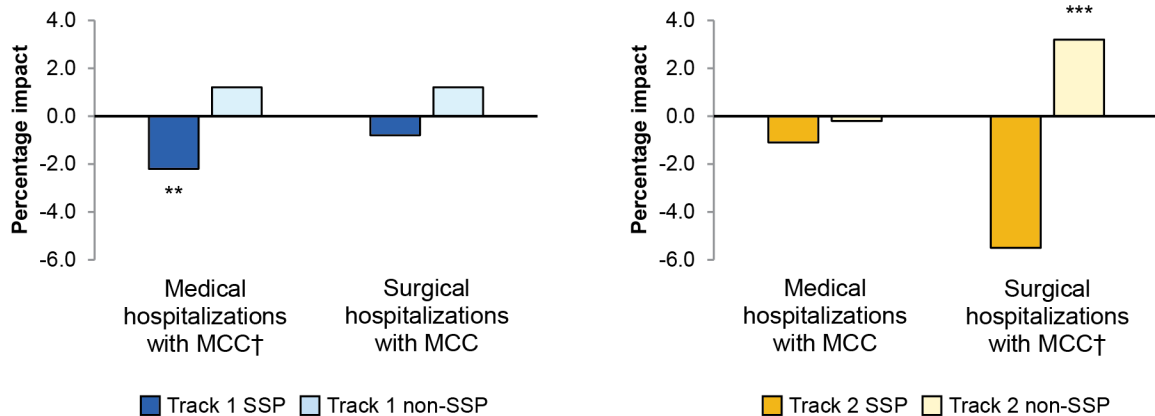 Percentage impact
4.0
2.0
0.0
-2.0
-4.0
-6.0
**
Medical
hospitalizations
with MCC†
Surgical
hospitalizations
with MCC
Track 1 SSP
Track 1 non-SSP
Percentage impact
4.0
2.0
0.0
-2.0
-4.0
-6.0
***
Medical
hospitalizations
with MCC
Surgical
hospitalizations
with MCC†
Track 2 SSP
Track 2 non-SSP